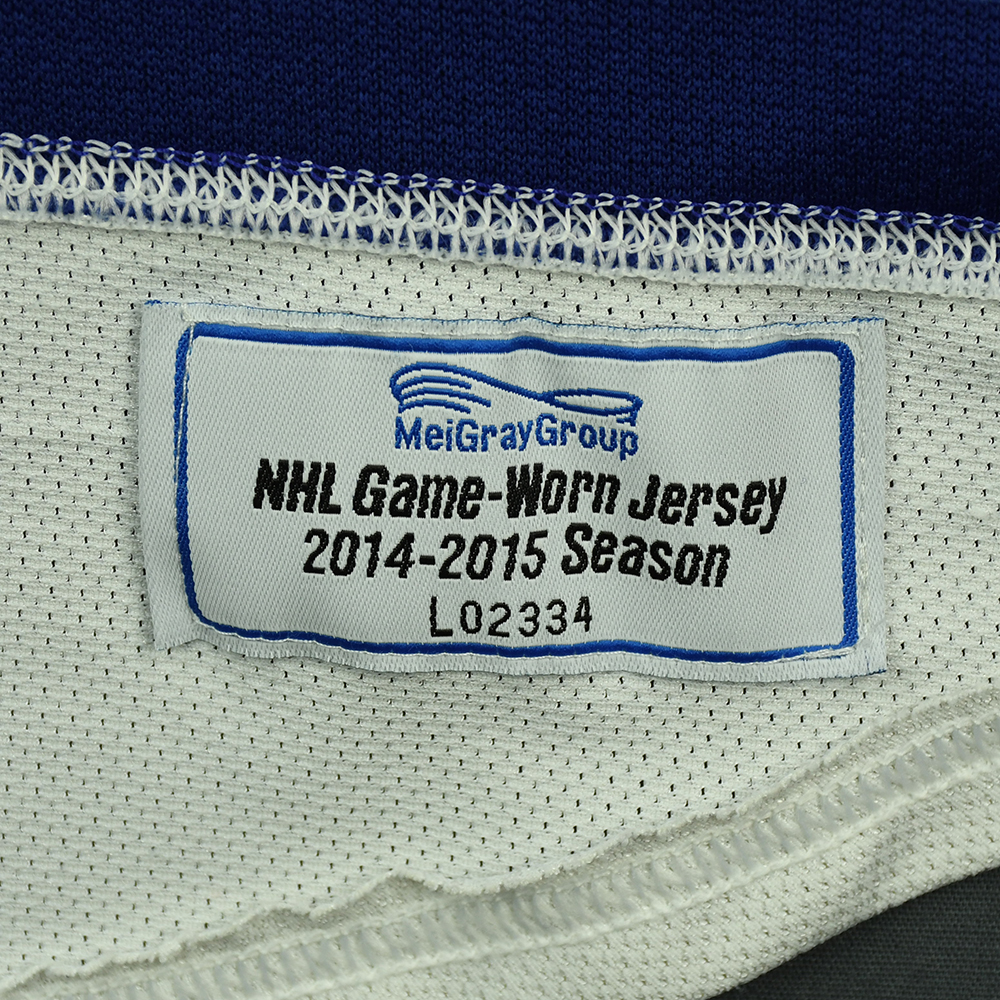 MeiGrayGroup
NHL Game-Worn Jersey
2014-2015 Season
L02334